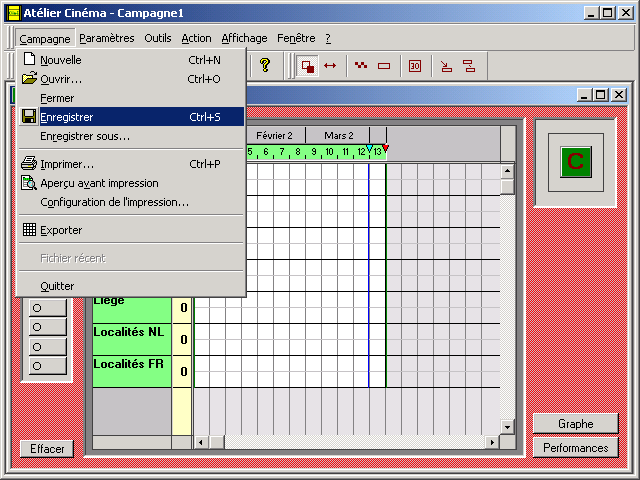 Atélier Cinéma - Campagne1
Campagne Paramètres Outils Action Affichage Fenêtre ?
Nouvelle Ctrl+N
Ouvrir... Ctrl+O
Fermer
Enregistrer Ctrl+S
Enregistrer sous...
Imprimer... Ctrl+P
Aperçu avant impression
Configuration de l'impression...
Exporter
Fichier récent
Quitter
? 30
Février 2 Mars 2
5 6 7 8 9 10 11 12 13
C
Liège 0
Localités NL 0
Localités FR 0
Effacer
Graphe
Performances